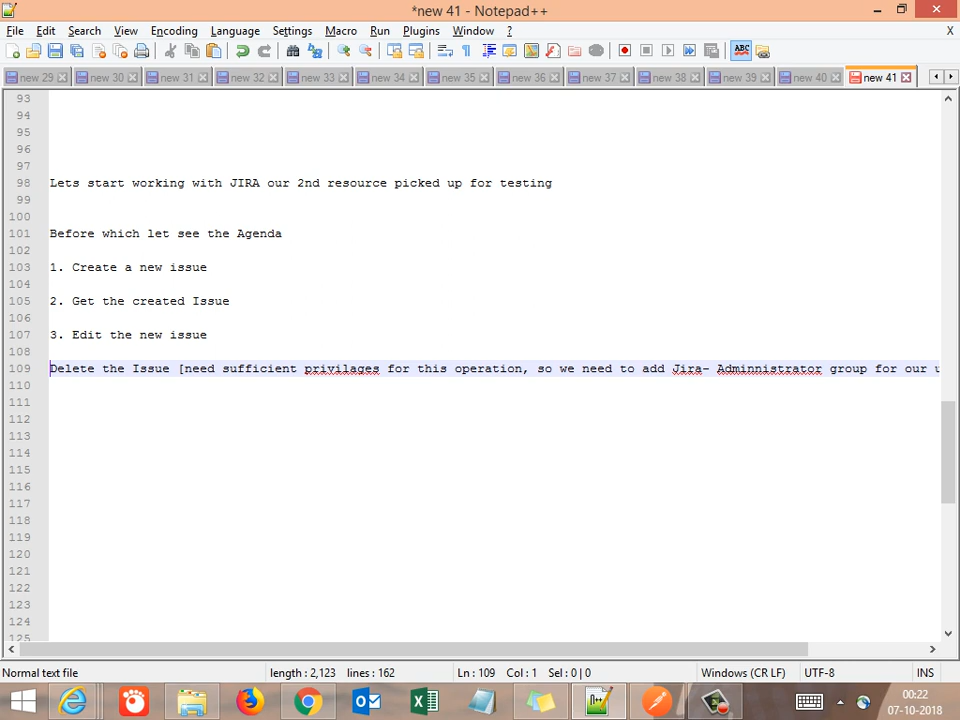 *new 41 - Notepad++
File Edit Search View Encoding Language Settings Macro Run Plugins Window ? X
new 29 new 30 new 31 new 32 new 33 new 34 new 35 new 36 new 37 new 38 new 39 new 40 new 41
93
94
95
96
97
98 Lets start working with JIRA our 2nd resource picked up for testing
99
100
101 Before which let see the Agenda
102
103 1. Create a new issue
104
105 2. Get the created Issue
106
107 3. Edit the new issue
108
109 Delete the Issue [need sufficient privilages for this operation, so we need to add Jira- Adminnistrator group for our u
110
111
112
113
114
115
116
117
118
119
120
121
122
123
124
125
Normal text file length : 2,123 lines : 162 Ln : 109 Col : 1 Sel : 0 | 0 Windows (CR LF) UTF-8 INS
00:22
07-10-2018